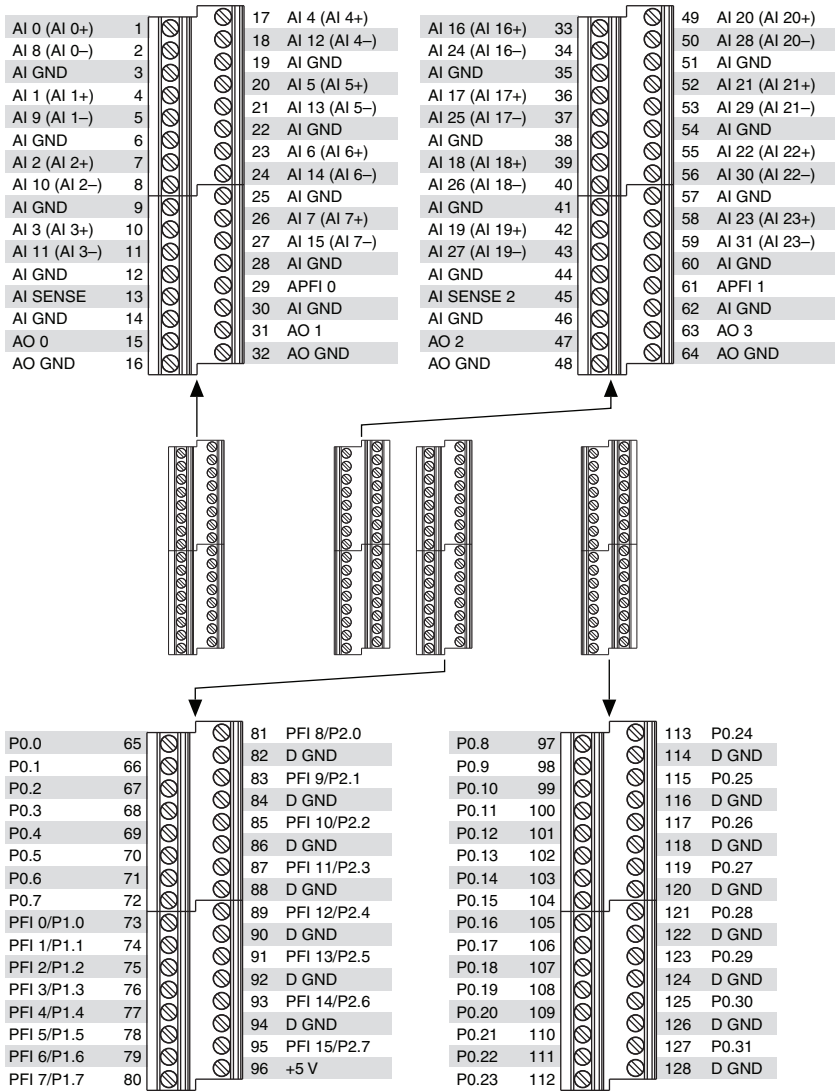 AI 0 (AI 0+) 1
AI 8 (AI 0–) 2
AI GND 3
AI 1 (AI 1+) 4
AI 9 (AI 1–) 5
AI GND 6
AI 2 (AI 2+) 7
AI 10 (AI 2–) 8
AI GND 9
AI 3 (AI 3+) 10
AI 11 (AI 3–) 11
AI GND 12
AI SENSE 13
AI GND 14
AO 0 15
AO GND 16
17 AI 4 (AI 4+)
18 AI 12 (AI 4–)
19 AI GND
20 AI 5 (AI 5+)
21 AI 13 (AI 5–)
22 AI GND
23 AI 6 (AI 6+)
24 AI 14 (AI 6–)
25 AI GND
26 AI 7 (AI 7+)
27 AI 15 (AI 7–)
28 AI GND
29 APFI 0
30 AI GND
31 AO 1
32 AO GND
AI 16 (AI 16+) 33
AI 24 (AI 16–) 34
AI GND 35
AI 17 (AI 17+) 36
AI 25 (AI 17–) 37
AI GND 38
AI 18 (AI 18+) 39
AI 26 (AI 18–) 40
AI GND 41
AI 19 (AI 19+) 42
AI 27 (AI 19–) 43
AI GND 44
AI SENSE 2 45
AI GND 46
AO 2 47
AO GND 48
49 AI 20 (AI 20+)
50 AI 28 (AI 20–)
51 AI GND
52 AI 21 (AI 21+)
53 AI 29 (AI 21–)
54 AI GND
55 AI 22 (AI 22+)
56 AI 30 (AI 22–)
57 AI GND
58 AI 23 (AI 23+)
59 AI 31 (AI 23–)
60 AI GND
61 APFI 1
62 AI GND
63 AO 3
64 AO GND
P0.0 65
P0.1 66
P0.2 67
P0.3 68
P0.4 69
P0.5 70
P0.6 71
P0.7 72
PFI 0/P1.0 73
PFI 1/P1.1 74
PFI 2/P1.2 75
PFI 3/P1.3 76
PFI 4/P1.4 77
PFI 5/P1.5 78
PFI 6/P1.6 79
PFI 7/P1.7 80
81 PFI 8/P2.0
82 D GND
83 PFI 9/P2.1
84 D GND
85 PFI 10/P2.2
86 D GND
87 PFI 11/P2.3
88 D GND
89 PFI 12/P2.4
90 D GND
91 PFI 13/P2.5
92 D GND
93 PFI 14/P2.6
94 D GND
95 PFI 15/P2.7
96 +5 V
P0.8 97
P0.9 98
P0.10 99
P0.11 100
P0.12 101
P0.13 102
P0.14 103
P0.15 104
P0.16 105
P0.17 106
P0.18 107
P0.19 108
P0.20 109
P0.21 110
P0.22 111
P0.23 112
113 P0.24
114 D GND
115 P0.25
116 D GND
117 P0.26
118 D GND
119 P0.27
120 D GND
121 P0.28
122 D GND
123 P0.29
124 D GND
125 P0.30
126 D GND
127 P0.31
128 D GND